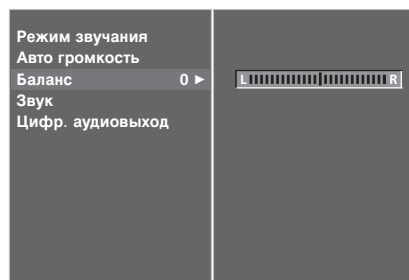 Режим звучания
Авто громкость
Баланс 0 ►
L R
Звук
Цифр. аудиовыход